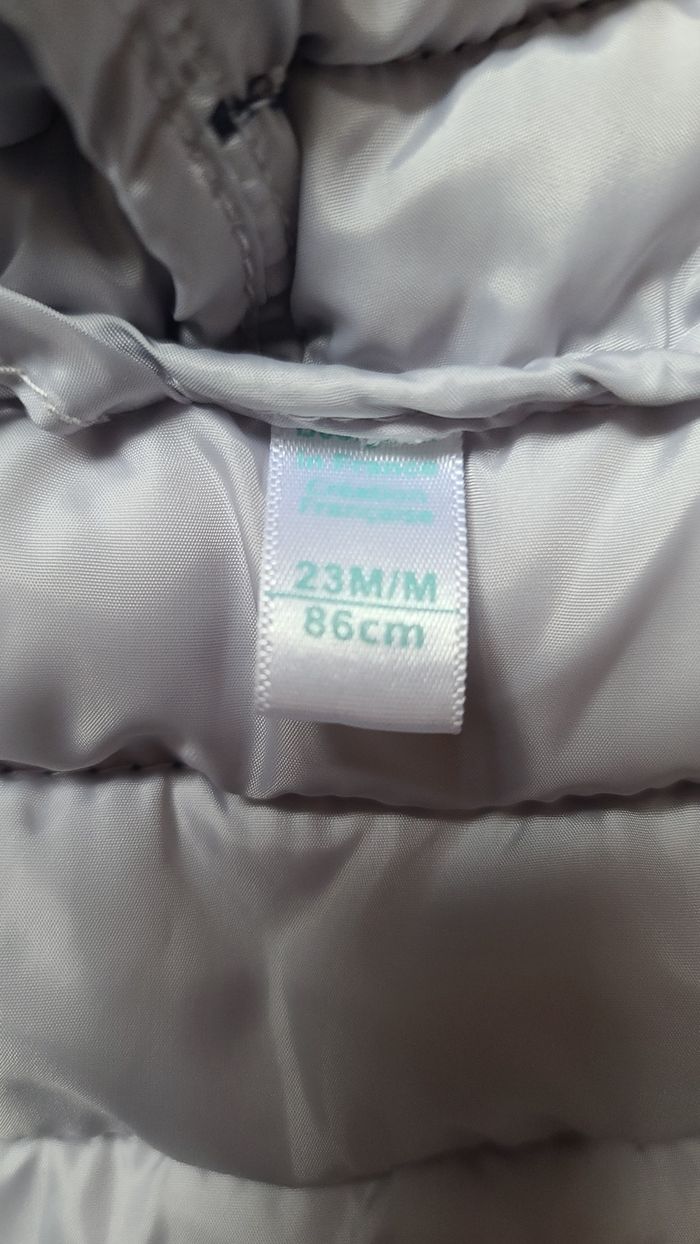 in France
Création
Française
23M/M
86cm